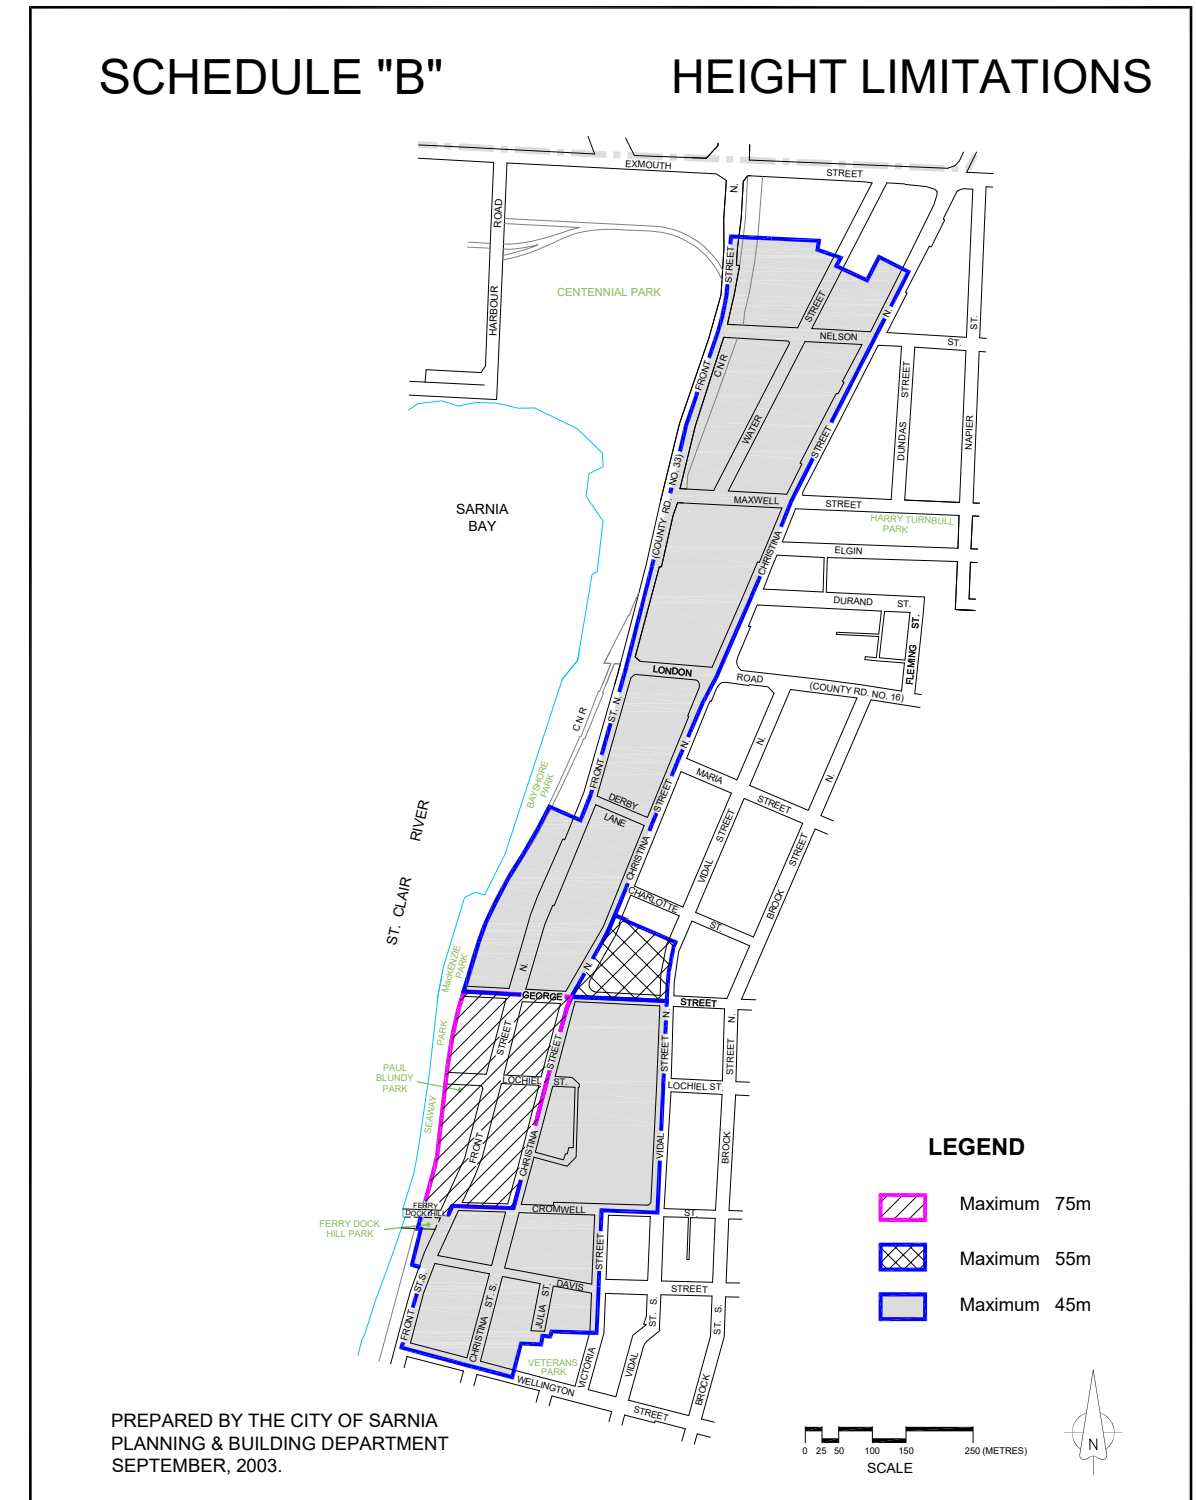 SCHEDULE "B"
HEIGHT LIMITATIONS
EXMOUTH
STREET
N.
ROAD
HARBOUR
CENTENNIAL PARK
STREET
STREET
N.
NELSON
ST.
ST.
FRONT
C N R
STREET
DUNDAS
NAPIER
WATER
STREET
(COUNTY RD. NO. 33)
MAXWELL
STREET
HARRY TURNBULL
PARK
SARNIA
BAY
CHRISTINA
ELGIN
DURAND
ST.
ST.
FLEMING
LONDON
ROAD
(COUNTY RD. NO. 16)
C N R
ST. N.
N.
N.
N.
FRONT
MARIA
STREET
BAYSHORE
PARK
DERBY
LANE
STREET
STREET
STREET
RIVER
ST. CLAIR
CHRISTINA
VIDAL
BROCK
CHARLOTTE
ST.
MacKENZIE
PARK
N.
N.
GEORGE
STREET
N.
N.
PARK
STREET
STREET
STREET
STREET
PAUL
BLUNDY
PARK
LOCHIEL ST.
LOCHIEL ST.
SEAWAY
FRONT
CHRISTINA
VIDAL
BROCK
FERRY
DOCK HILL
CROMWELL
ST.
FERRY DOCK
HILL PARK
STREET
ST.S.
ST. S.
DAVIS
STREET
ST.
JULIA
ST. S.
ST. S.
FRONT
CHRISTINA
VETERANS
PARK
VICTORIA
VIDAL
BROCK
WELLINGTON
STREET
LEGEND
Maximum 75m
Maximum 55m
Maximum 45m
PREPARED BY THE CITY OF SARNIA
PLANNING & BUILDING DEPARTMENT
SEPTEMBER, 2003.
0 25 50 100 150 250 (METRES)
SCALE
N